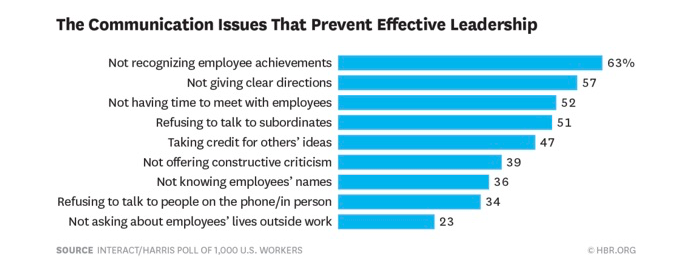 The Communication Issues That Prevent Effective Leadership
Not recognizing employee achievements 63%
Not giving clear directions 57
Not having time to meet with employees 52
Refusing to talk to subordinates 51
Taking credit for others’ ideas 47
Not offering constructive criticism 39
Not knowing employees’ names 36
Refusing to talk to people on the phone/in person 34
Not asking about employees’ lives outside work 23
SOURCE INTERACT/HARRIS POLL OF 1,000 U.S. WORKERS © HBR.ORG